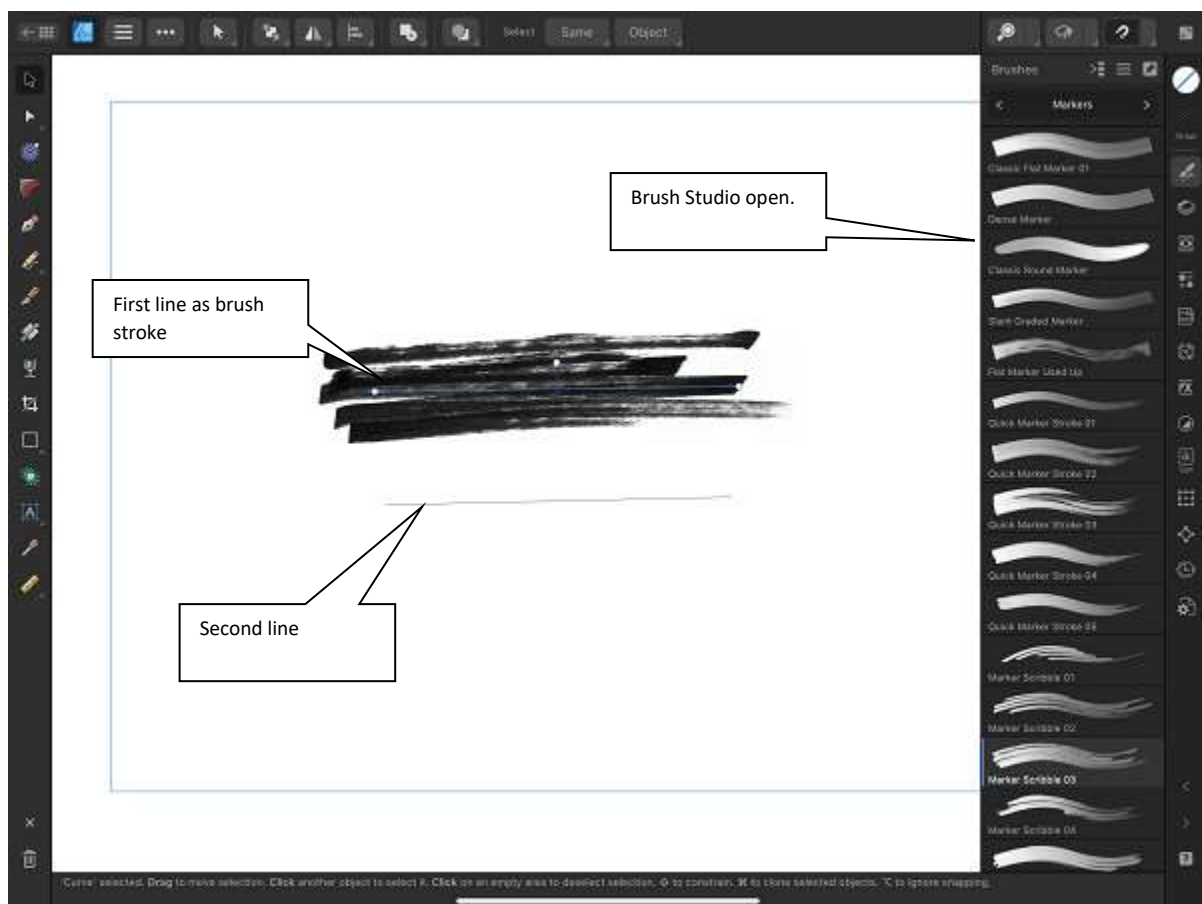 Select
Same
Object
Brushes
Markers
Classic Flat Marker 01
Dense Marker
Brush Studio open.
Classic Round Marker
Slant Graded Marker
First line as brush
stroke
Flat Marker Used Up
Quick Marker Stroke 01
Quick Marker Stroke 02
Quick Marker Stroke 03
Quick Marker Stroke 04
Second line
Quick Marker Stroke 05
Marker Scribble 01
Marker Scribble 02
Marker Scribble 03
Marker Scribble 04
'Curve' selected. Drag to move selection. Click another object to select it. Click on an empty area to deselect selection. ⇧ to constrain. ⌘ to clone selected objects. ⌥ to ignore snapping.